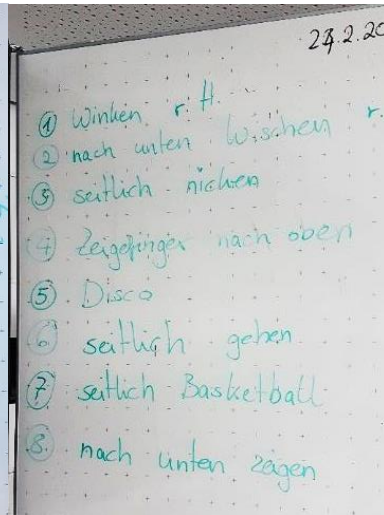 27.2.20
① Winken r. H.
② nach unten wischen r.
③ seitlich nicken
④ Zeigefinger nach oben
⑤ Disco
⑥ seitlich gehen
⑦ seitlich Basketball
⑧ nach unten zeigen